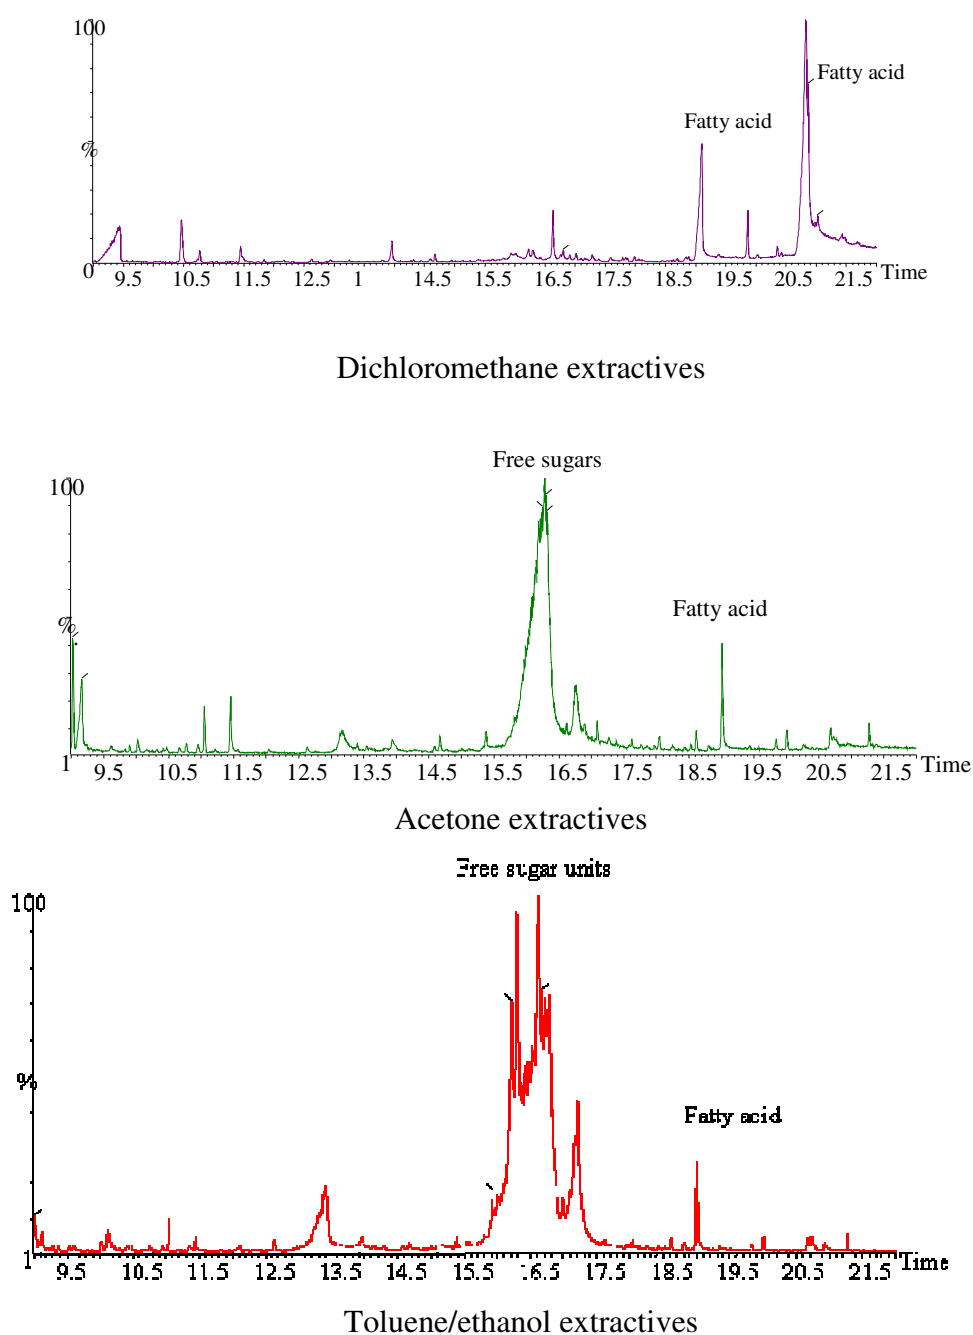 100
Fatty acid
Fatty acid
%
0
9.5 10.5 11.5 12.5 1 14.5 15.5 16.5 17.5 18.5 19.5 20.5 21.5 Time
Dichloromethane extractives
Free sugars
100
Fatty acid
%
1 9.5 10.5 11.5 12.5 13.5 14.5 15.5 16.5 17.5 18.5 19.5 20.5 21.5 Time
Acetone extractives
Free sugar units
100
%
Fatty acid
1 9.5 10.5 11.5 12.5 13.5 14.5 15.5 16.5 17.5 18.5 19.5 20.5 21.5 Time
Toluene/ethanol extractives